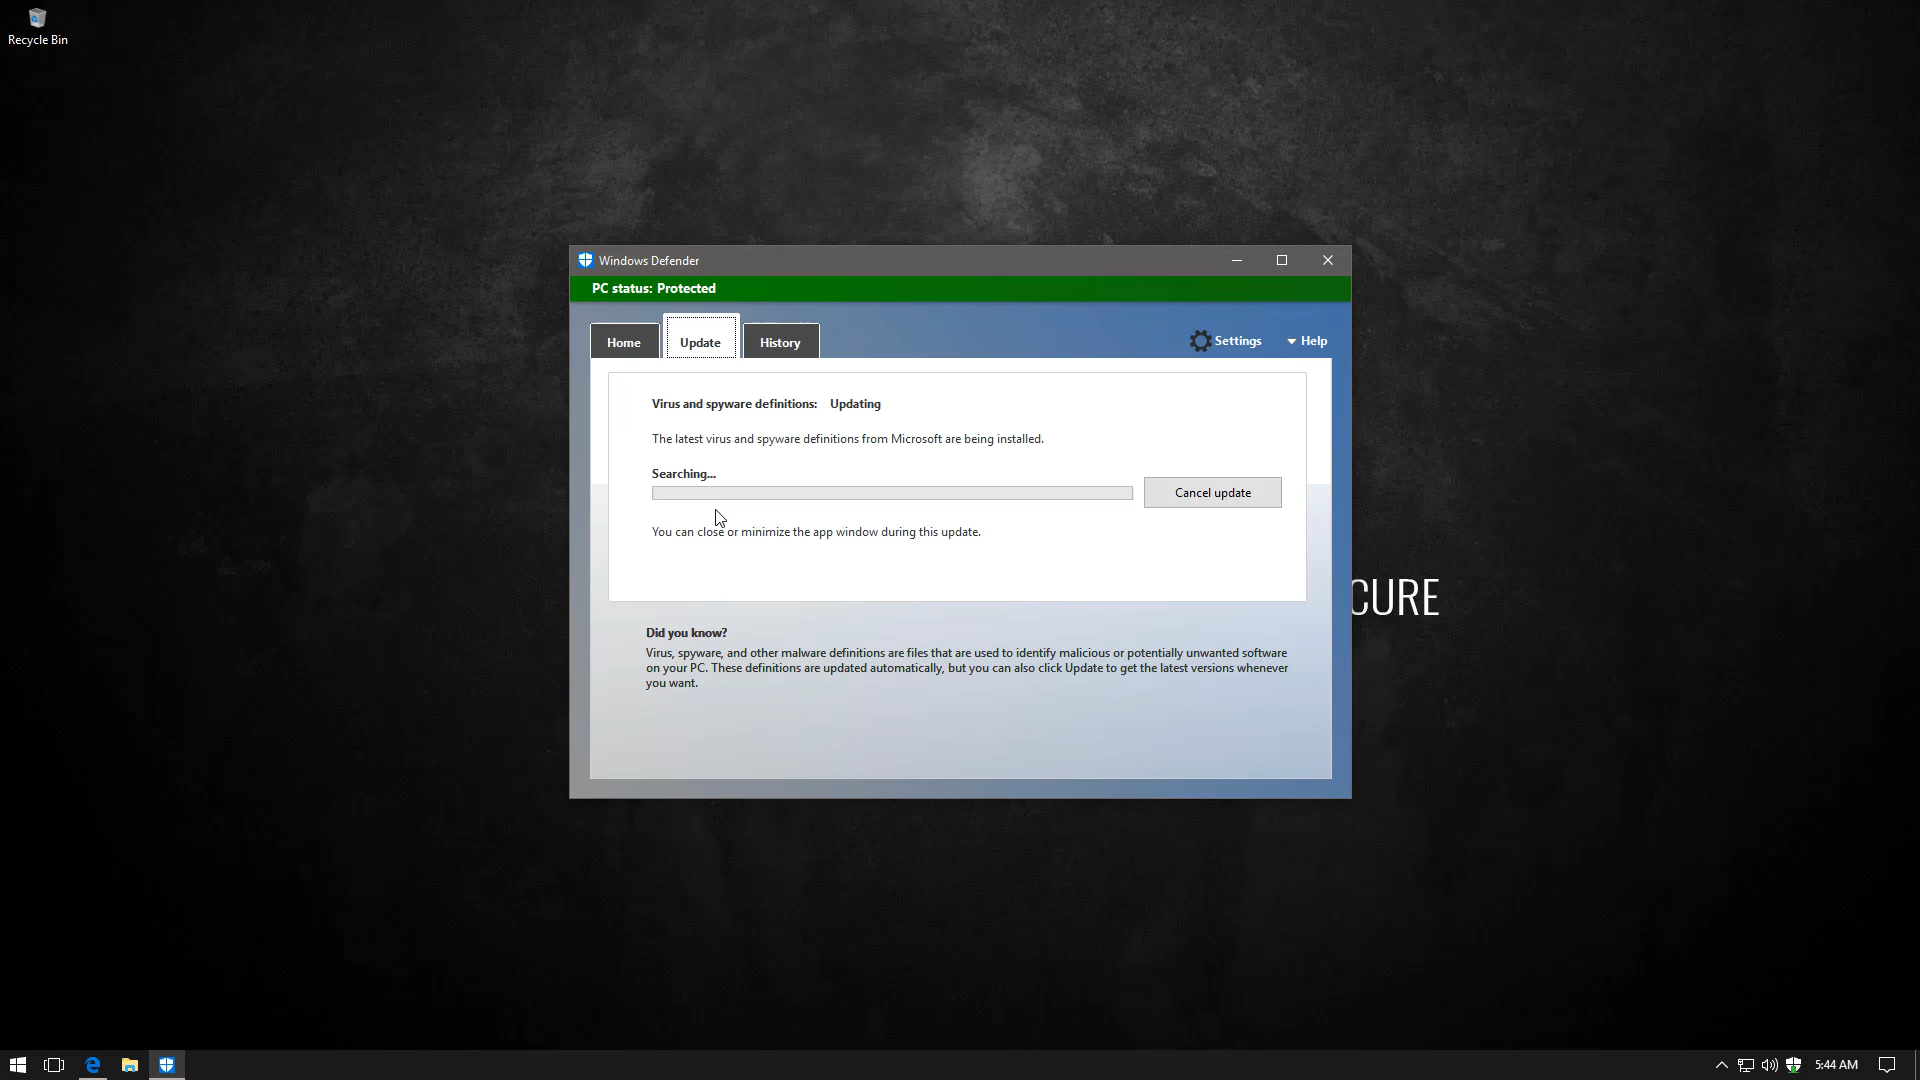 Recycle Bin
Windows Defender
PC status: Protected
Home
Update
History
Settings
Help
Virus and spyware definitions: Updating
The latest virus and spyware definitions from Microsoft are being installed.
Searching...
Cancel update
You can close or minimize the app window during this update.
CURE
Did you know?
Virus, spyware, and other malware definitions are files that are used to identify malicious or potentially unwanted software
on your PC. These definitions are updated automatically, but you can also click Update to get the latest versions whenever
you want.
5:44 AM